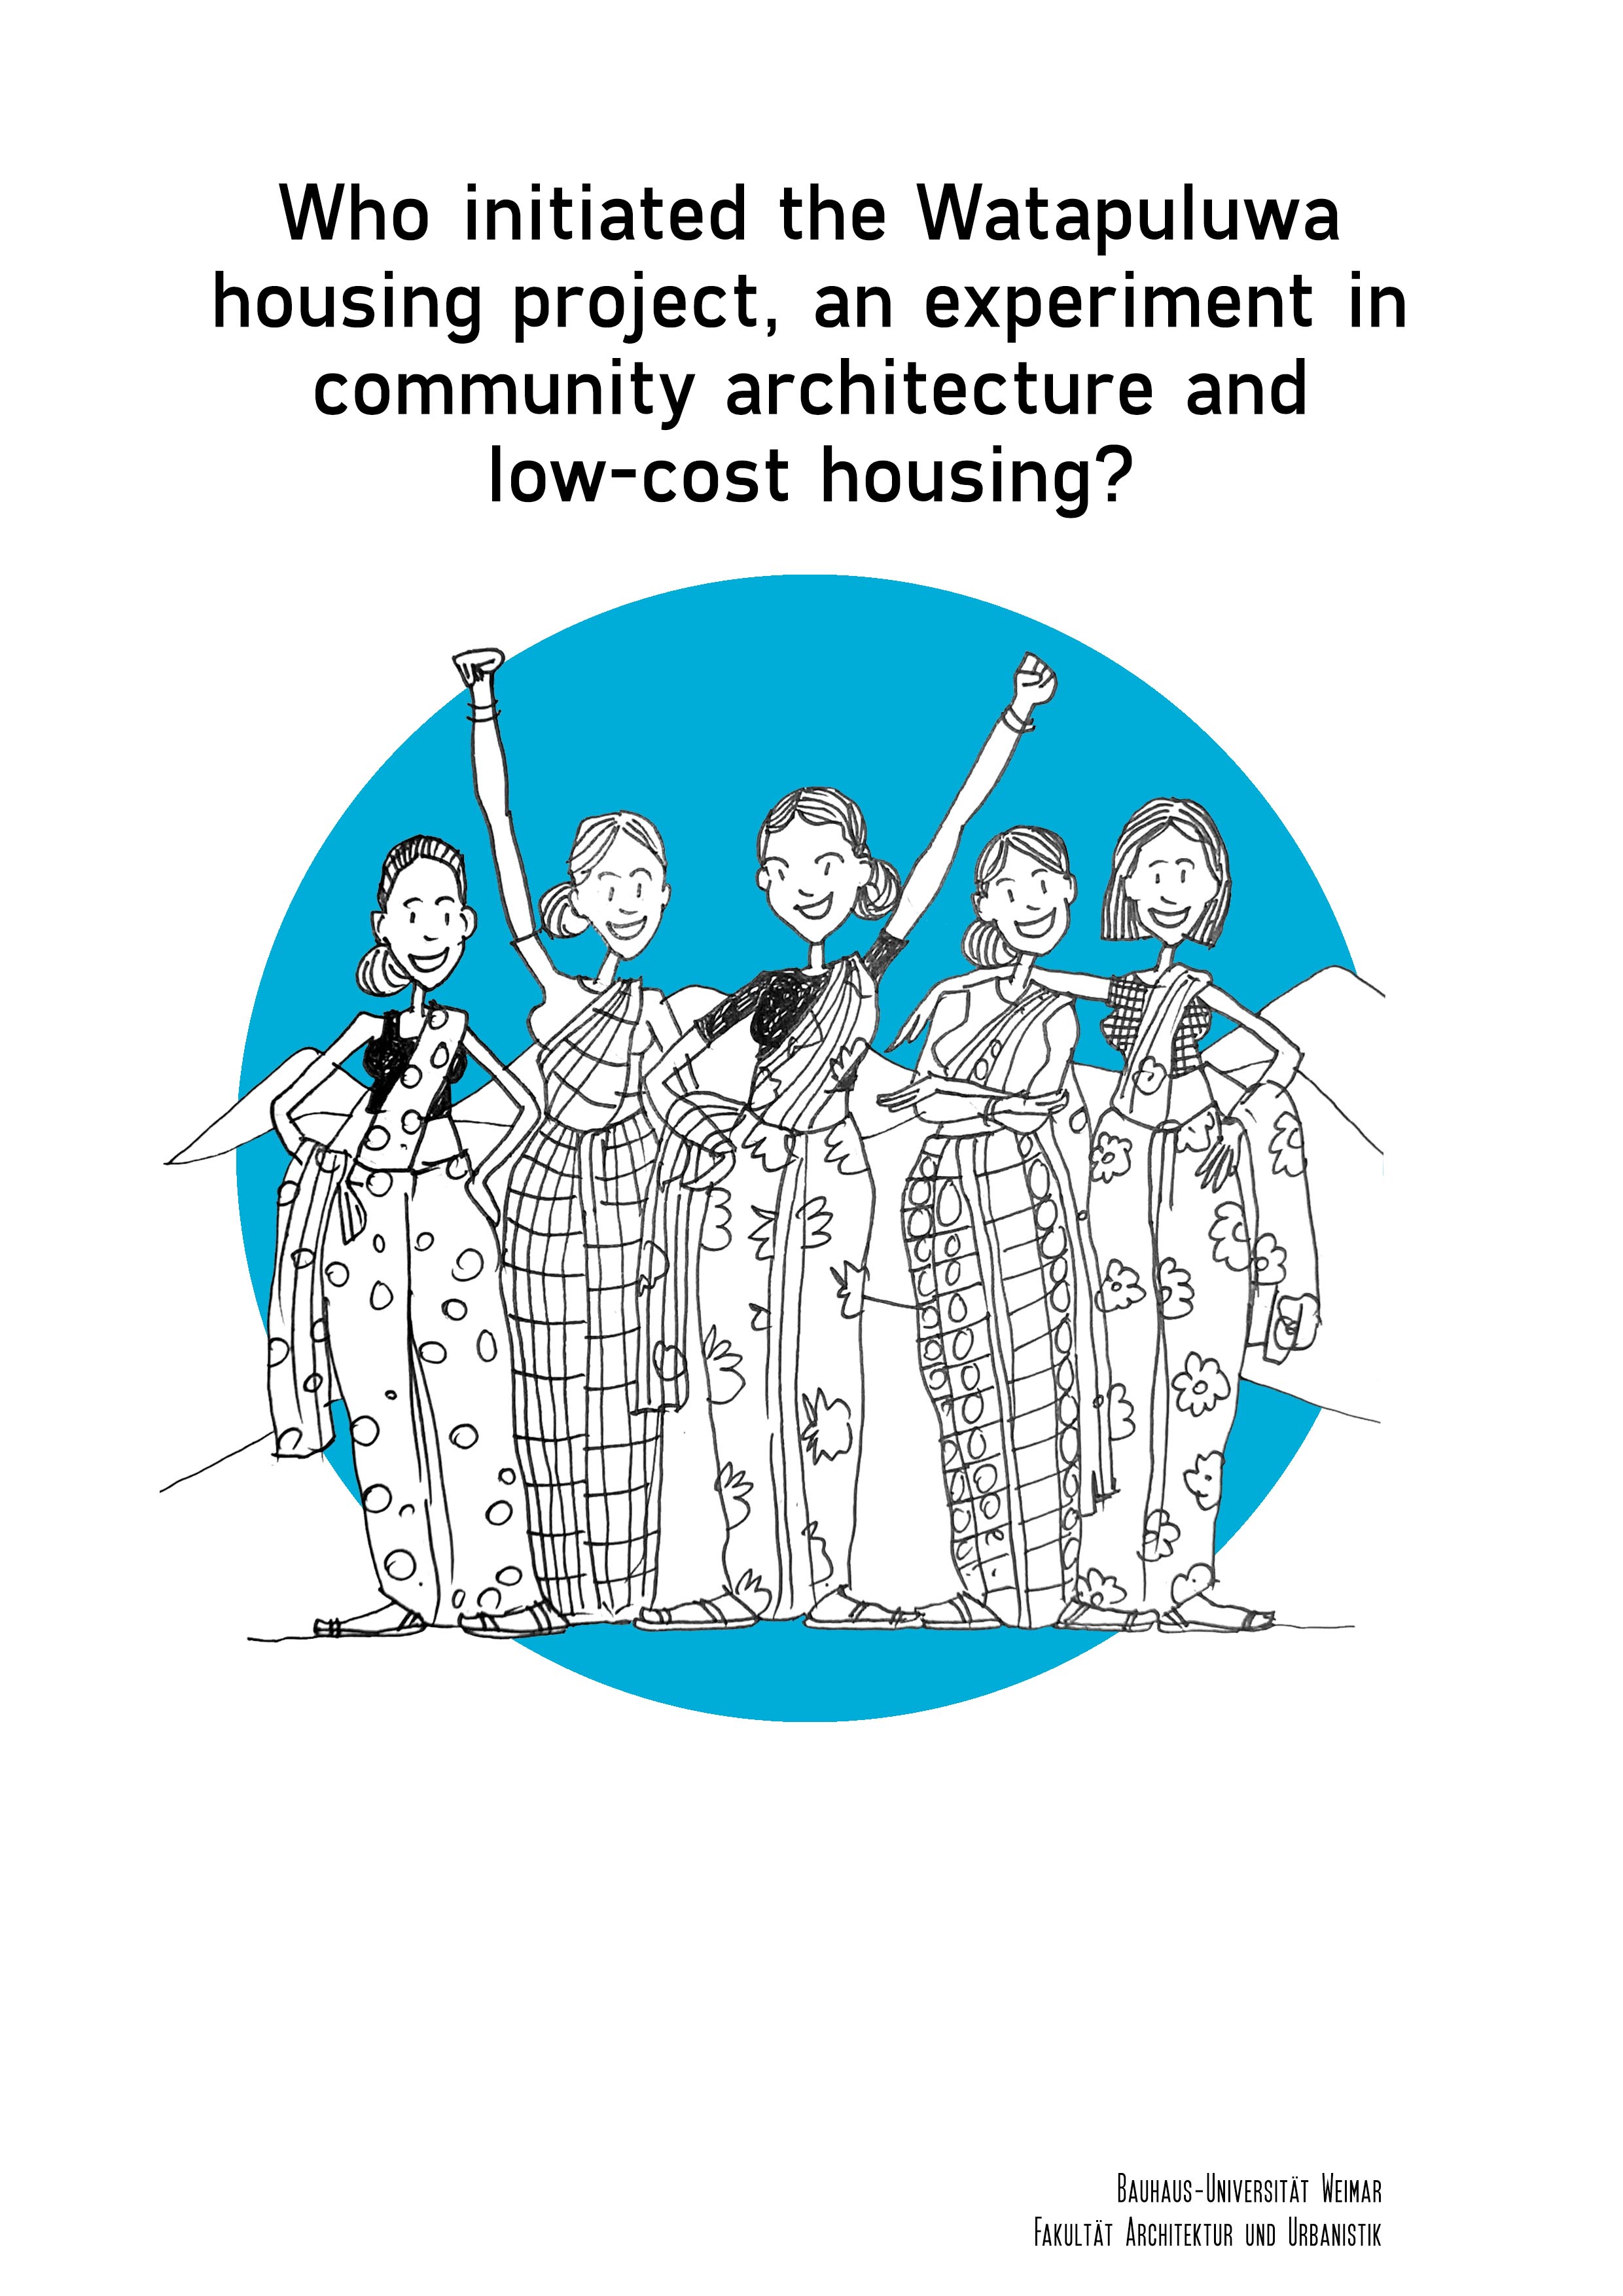 Who initiated the Watapuluwa
housing project, an experiment in
community architecture and
low-cost housing?
Bauhaus-Universität Weimar
Fakultät Architektur und Urbanistik